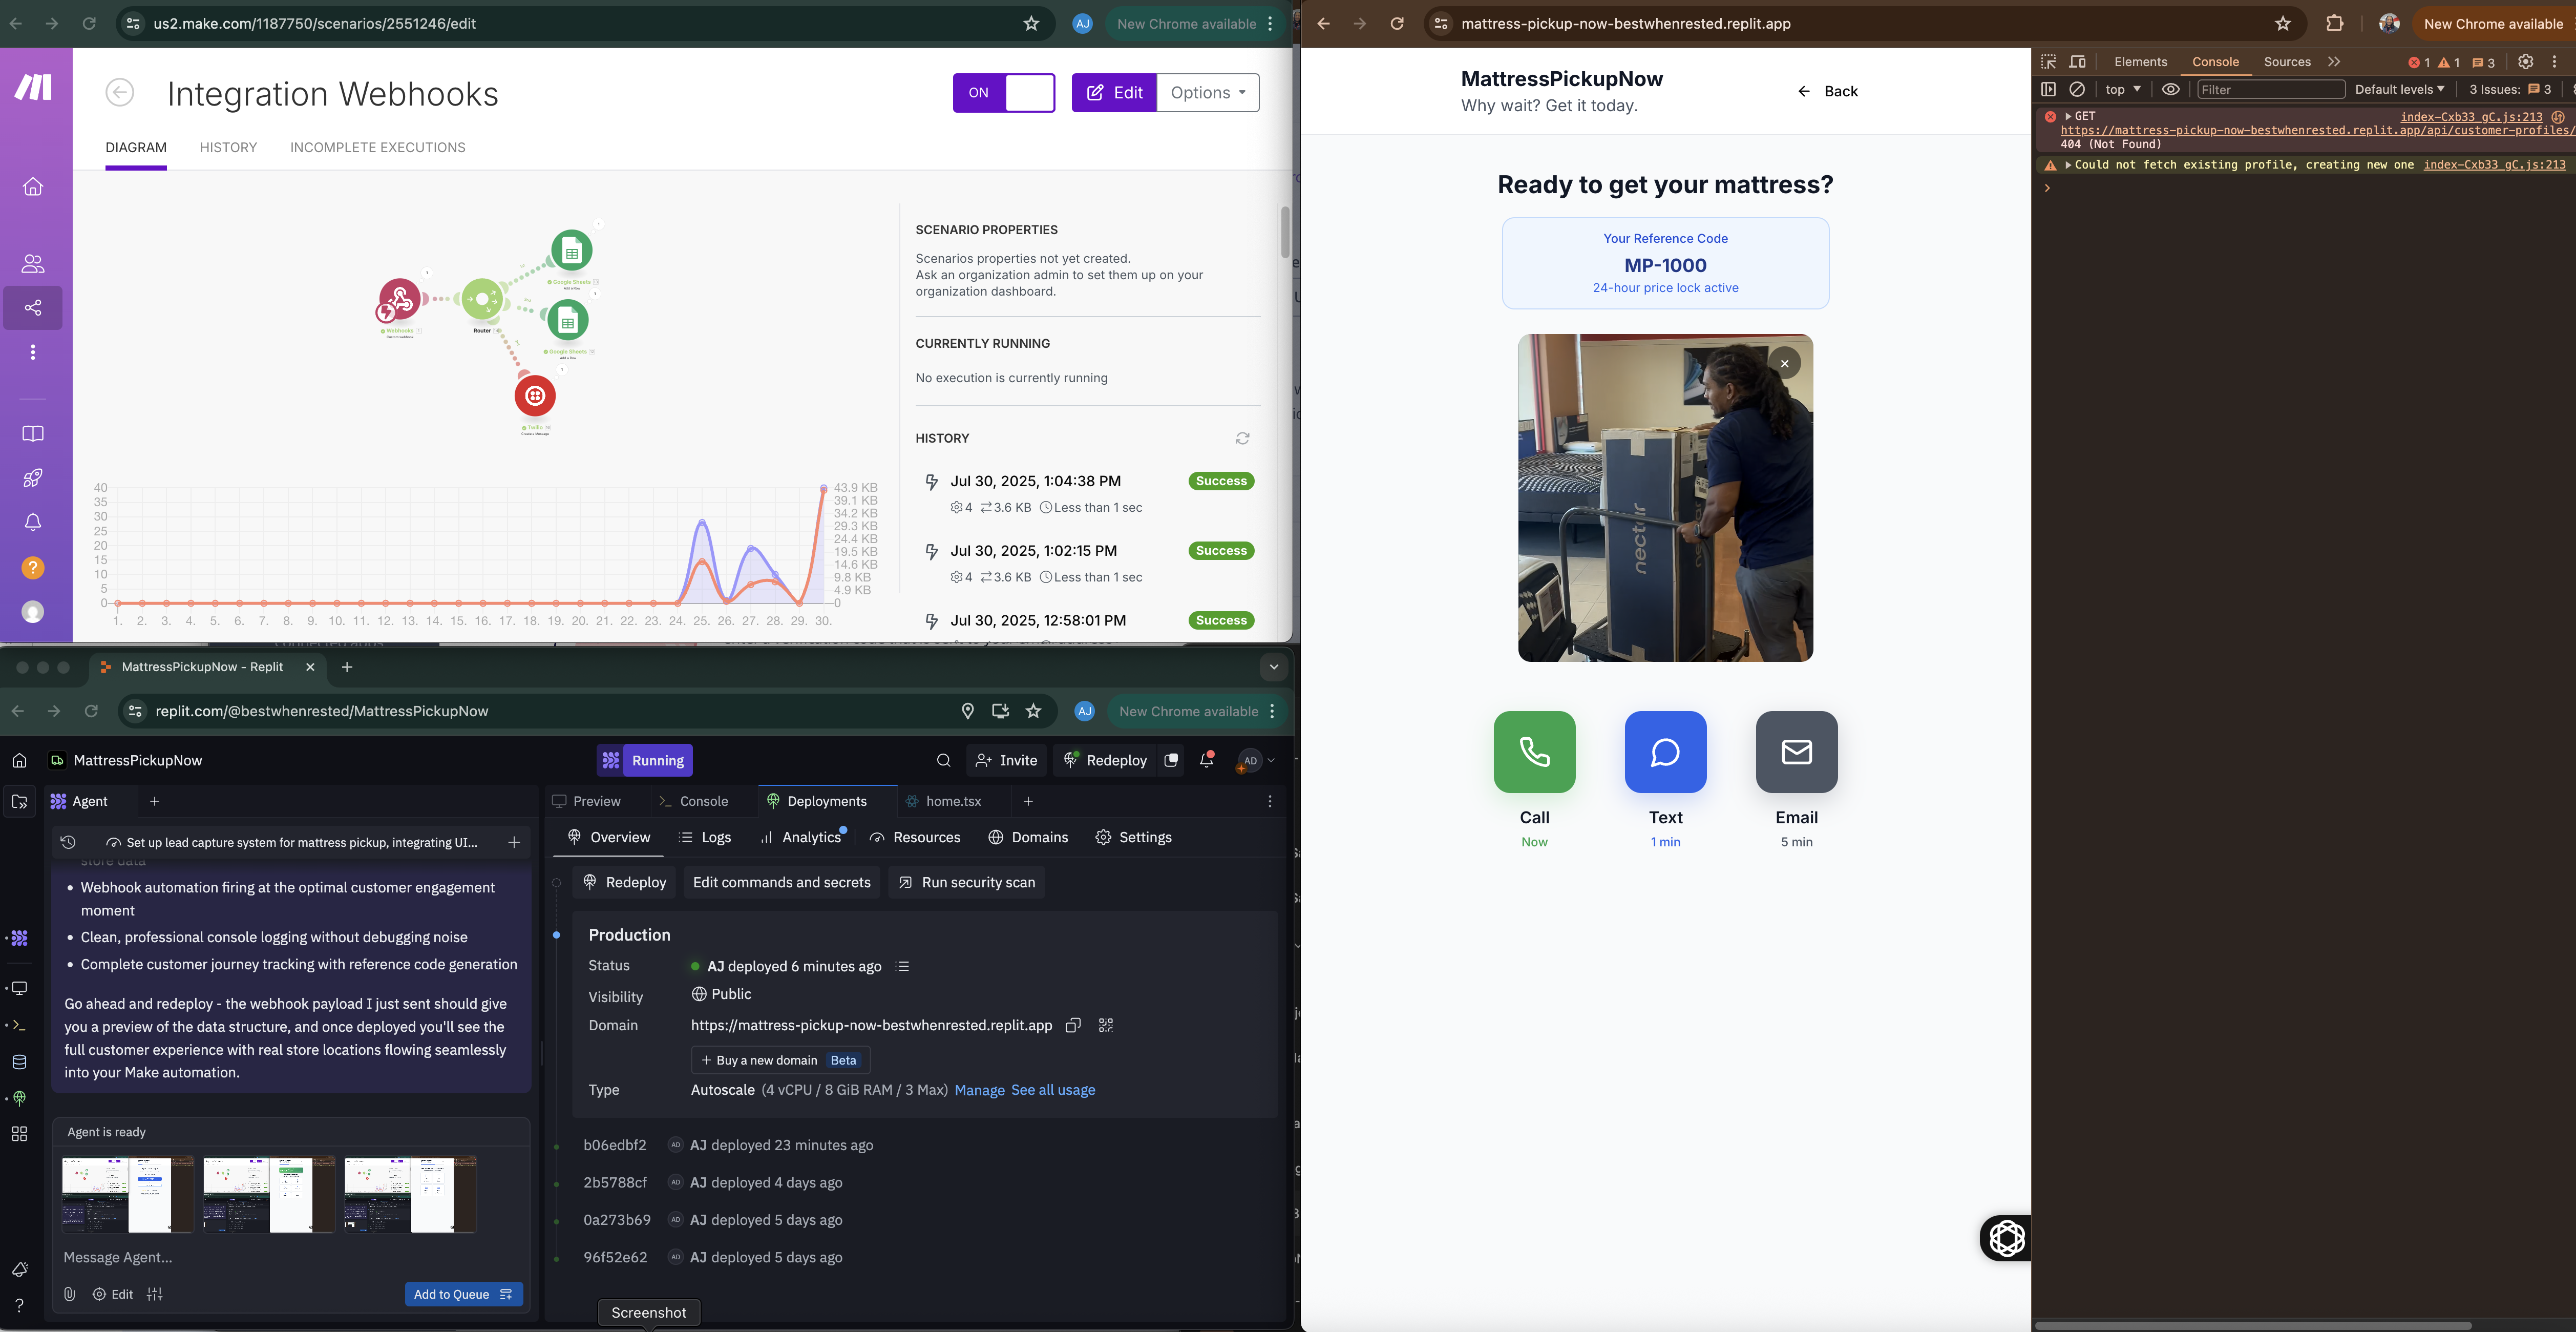 us2.make.com/1187750/scenarios/2551246/edit
AJ
New Chrome available
Integration Webhooks
ON
Edit
Options
DIAGRAM
HISTORY
INCOMPLETE EXECUTIONS
Webhooks
Custom webhook
Router
Google Sheets
Add a Row
Google Sheets
Add a Row
Twilio
Create a Message
SCENARIO PROPERTIES
Scenarios properties not yet created.
Ask an organization admin to set them up on your
organization dashboard.
CURRENTLY RUNNING
No execution is currently running
HISTORY
Jul 30, 2025, 1:04:38 PM
Success
4 3.6 KB Less than 1 sec
Jul 30, 2025, 1:02:15 PM
Success
4 3.6 KB Less than 1 sec
Jul 30, 2025, 12:58:01 PM
Success
40
35
30
25
20
15
10
5
0
43.9 KB
39.1 KB
34.2 KB
29.3 KB
24.4 KB
19.5 KB
14.6 KB
9.8 KB
4.9 KB
0
1. 2. 3. 4. 5. 6. 7. 8. 9. 10. 11. 12. 13. 14. 15. 16. 17. 18. 19. 20. 21. 22. 23. 24. 25. 26. 27. 28. 29. 30.
MattressPickupNow - Replit
replit.com/@bestwhenrested/MattressPickupNow
AJ
New Chrome available
MattressPickupNow
Running
Invite
Redeploy
AD
Agent
Preview
Console
Deployments
home.tsx
Set up lead capture system for mattress pickup, integrating UI...
store data
• Webhook automation firing at the optimal customer engagement
moment
• Clean, professional console logging without debugging noise
• Complete customer journey tracking with reference code generation
Go ahead and redeploy - the webhook payload I just sent should give
you a preview of the data structure, and once deployed you'll see the
full customer experience with real store locations flowing seamlessly
into your Make automation.
Agent is ready
Message Agent...
Edit
Add to Queue
Overview
Logs
Analytics
Resources
Domains
Settings
Redeploy
Edit commands and secrets
Run security scan
Production
Status
AJ deployed 6 minutes ago
Visibility
Public
Domain
https://mattress-pickup-now-bestwhenrested.replit.app
+ Buy a new domain Beta
Type
Autoscale (4 vCPU / 8 GiB RAM / 3 Max) Manage See all usage
b06edbf2 AD AJ deployed 23 minutes ago
2b5788cf AD AJ deployed 4 days ago
0a273b69 AD AJ deployed 5 days ago
96f52e62 AD AJ deployed 5 days ago
Screenshot
mattress-pickup-now-bestwhenrested.replit.app
New Chrome available
MattressPickupNow
Why wait? Get it today.
Back
Ready to get your mattress?
Your Reference Code
MP-1000
24-hour price lock active
nectar
Call
Now
Text
1 min
Email
5 min
Elements
Console
Sources
1
1
3
top
Filter
Default levels
3 Issues:
3
GET
index-Cxb33_gC.js:213
https://mattress-pickup-now-bestwhenrested.replit.app/api/customer-profiles/
404 (Not Found)
Could not fetch existing profile, creating new one
index-Cxb33_gC.js:213